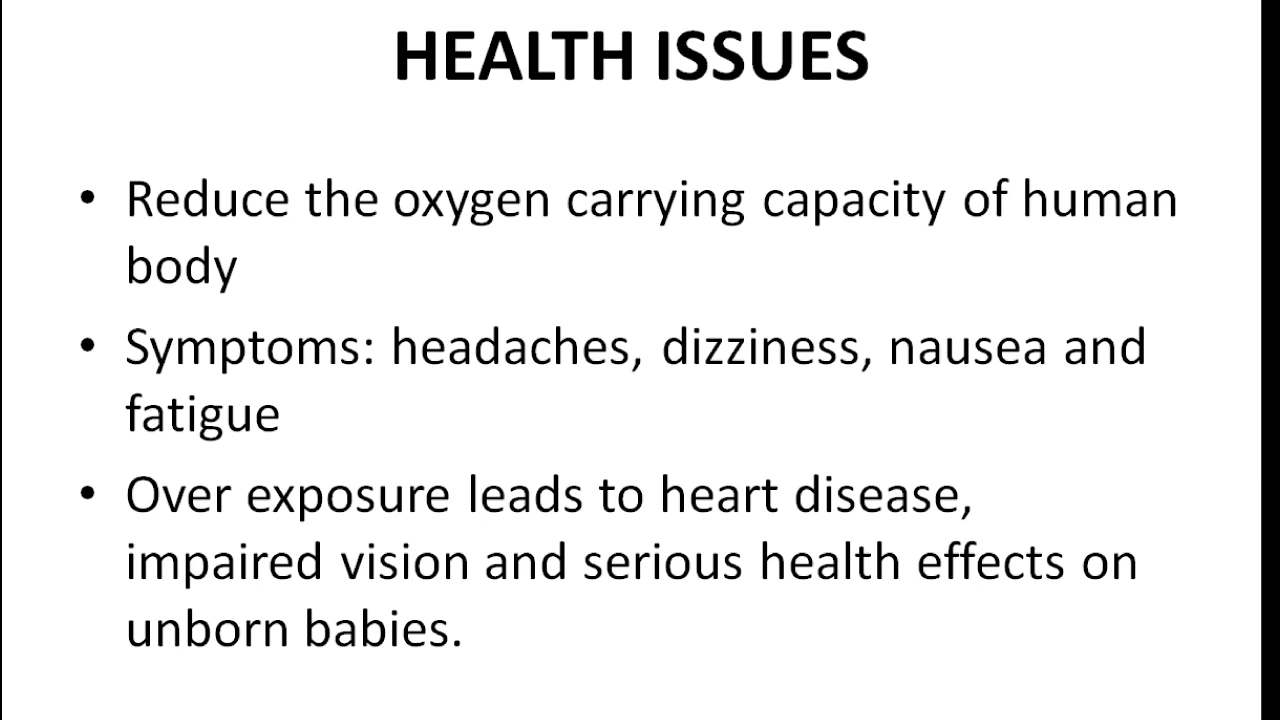 HEALTH ISSUES
• Reduce the oxygen carrying capacity of human
body
• Symptoms: headaches, dizziness, nausea and
fatigue
• Over exposure leads to heart disease,
impaired vision and serious health effects on
unborn babies.